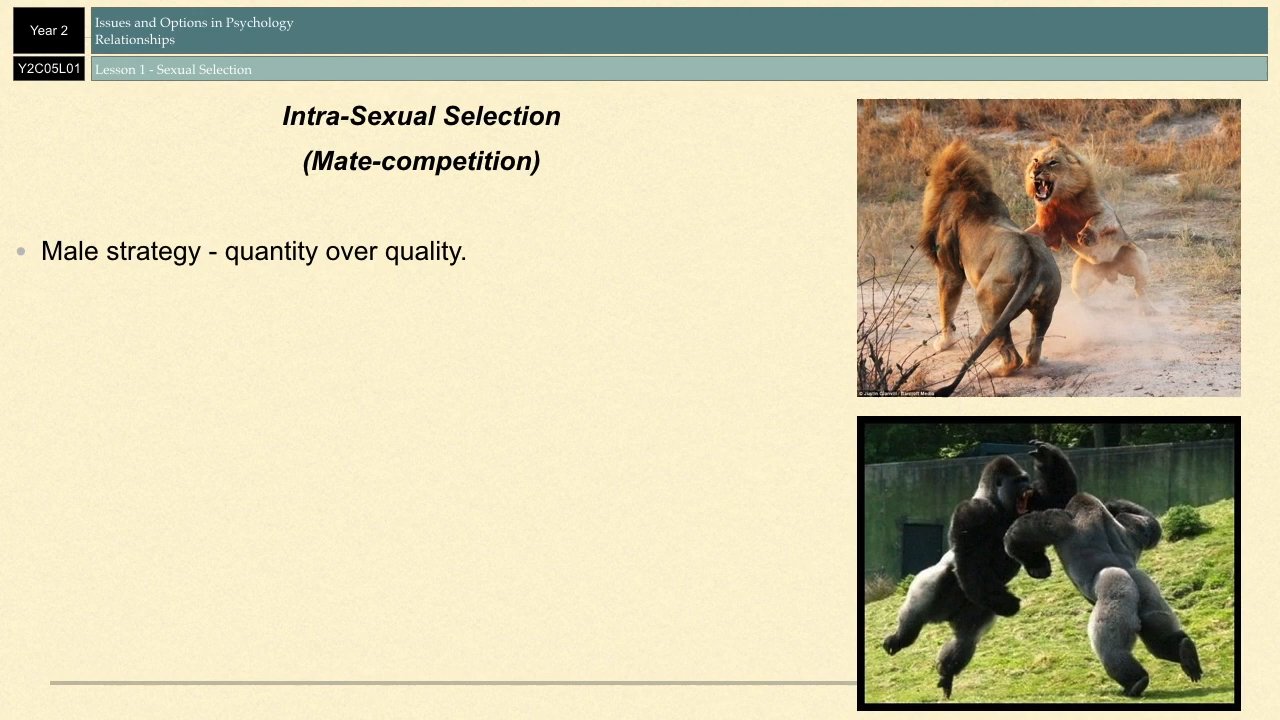 Year 2
Issues and Options in Psychology
Relationships
Y2C05L01
Lesson 1 - Sexual Selection
Intra-Sexual Selection
(Mate-competition)
Male strategy - quantity over quality.